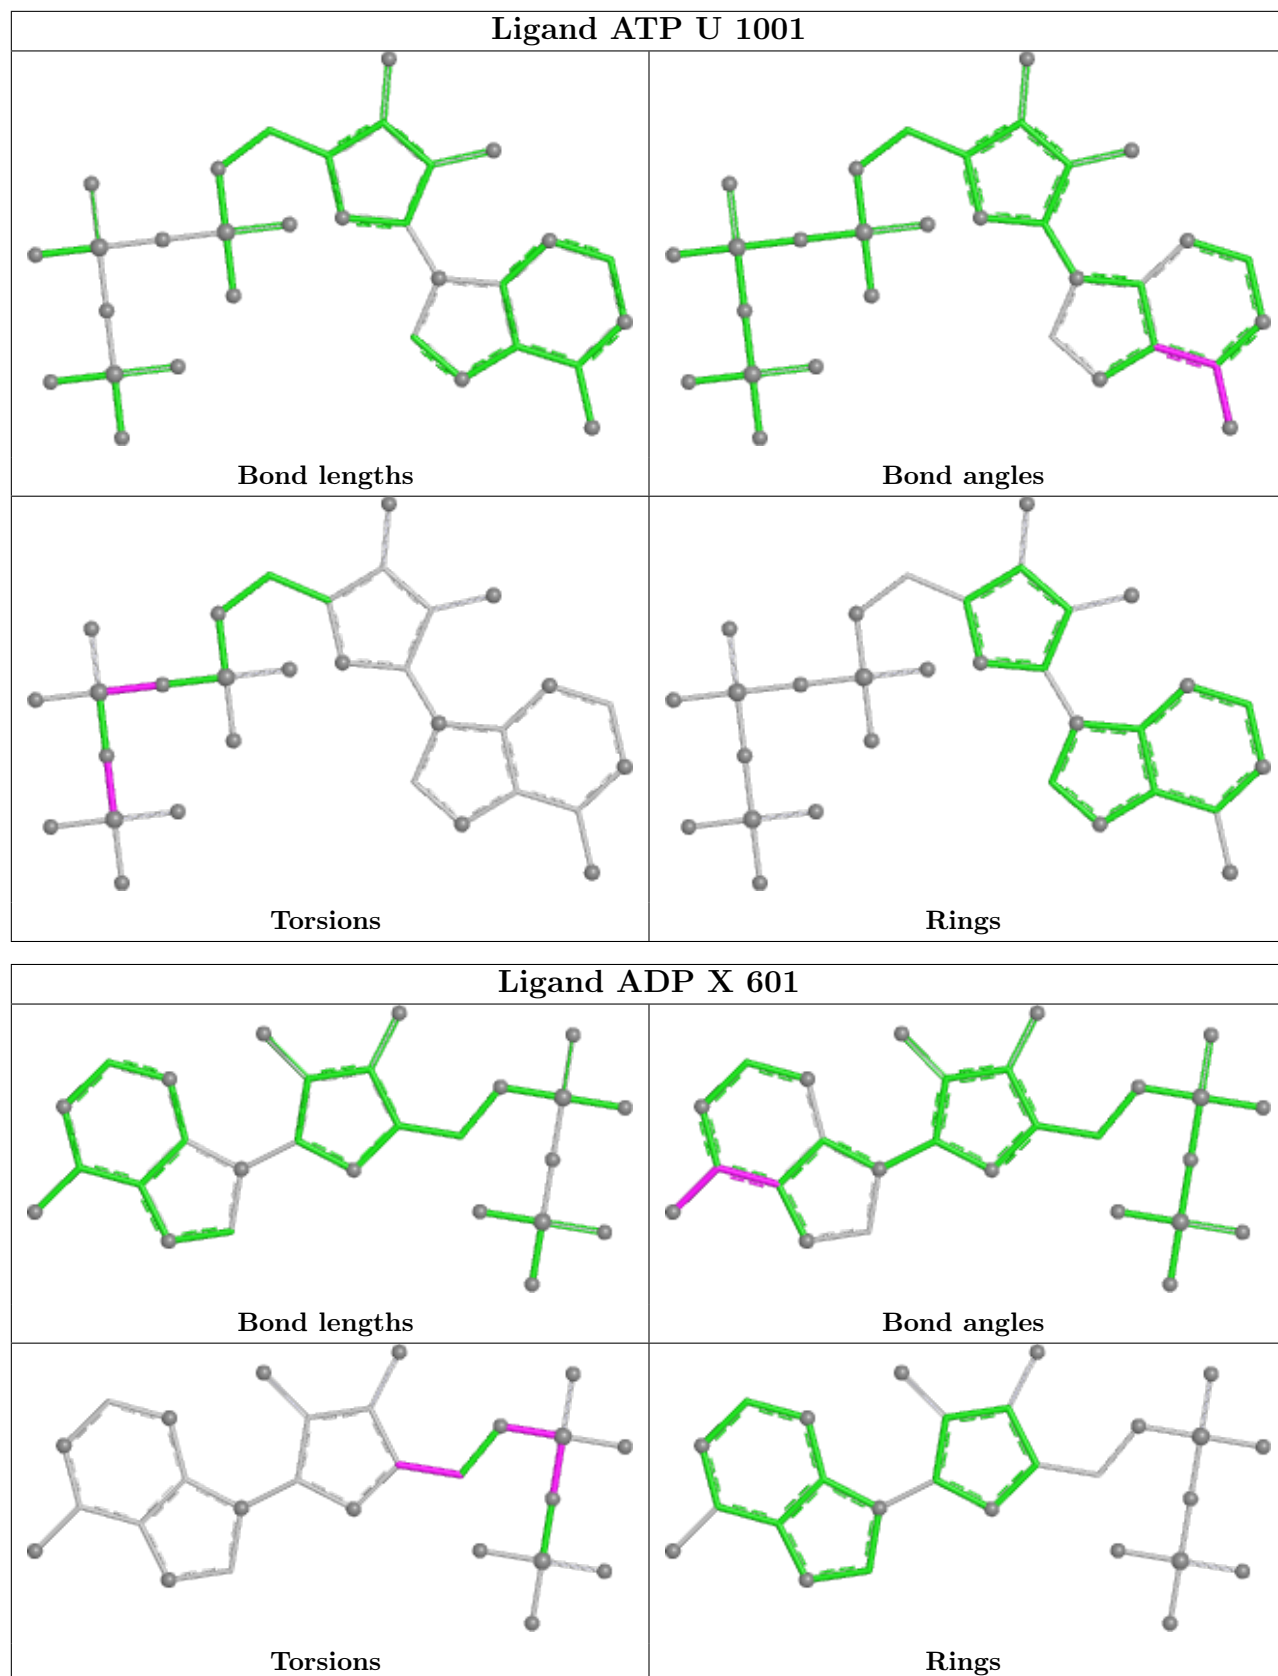 Ligand ATP U 1001
Bond lengths
Bond angles
Torsions
Rings
Ligand ADP X 601
Bond lengths
Bond angles
Torsions
Rings